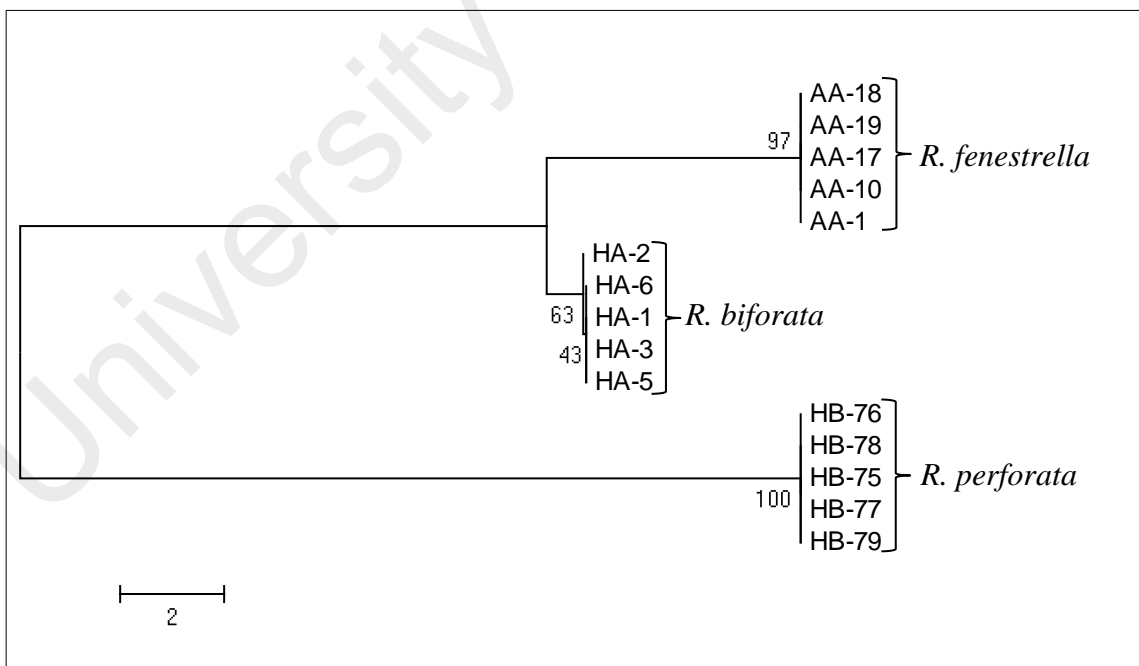 University
AA-18
AA-19
97
AA-17
R. fenestrella
AA-10
AA-1
HA-2
HA-6
63
HA-1
R. biforata
43
HA-3
HA-5
HB-76
HB-78
HB-75
R. perforata
100
HB-77
HB-79
2